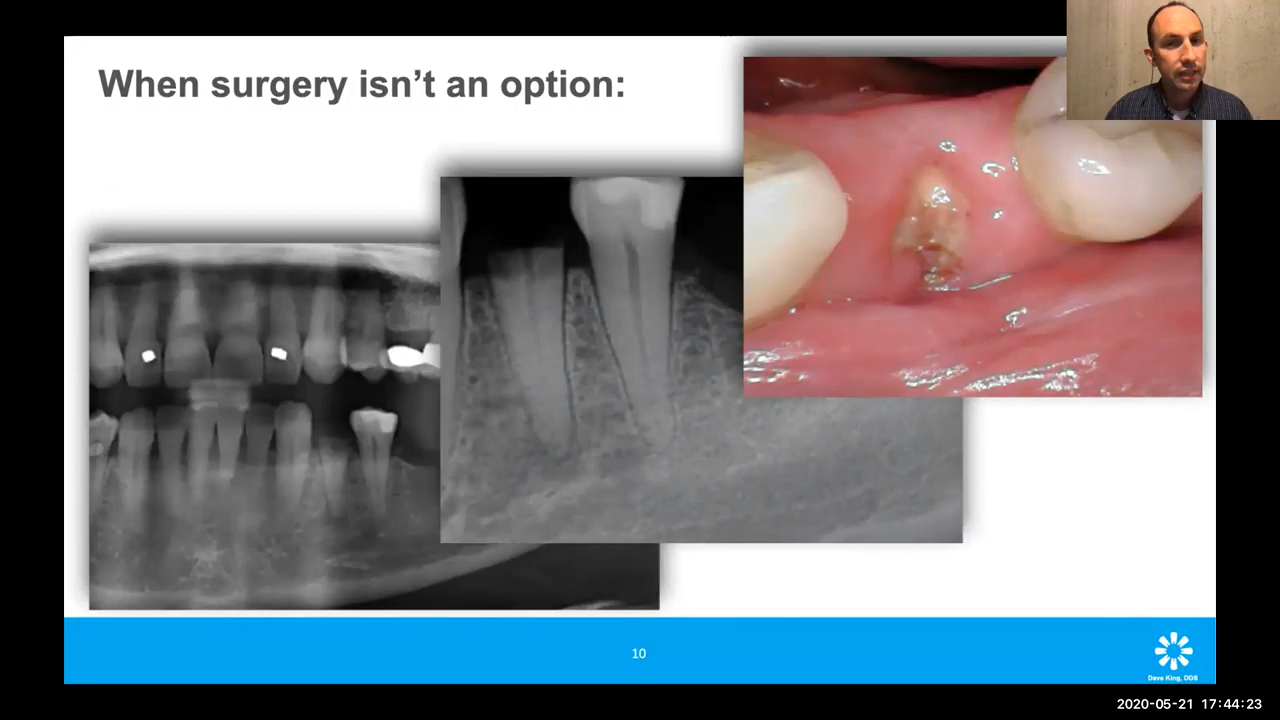 When surgery isn't an option:
10
Dave King, DDS
2020-05-21 17:44:23